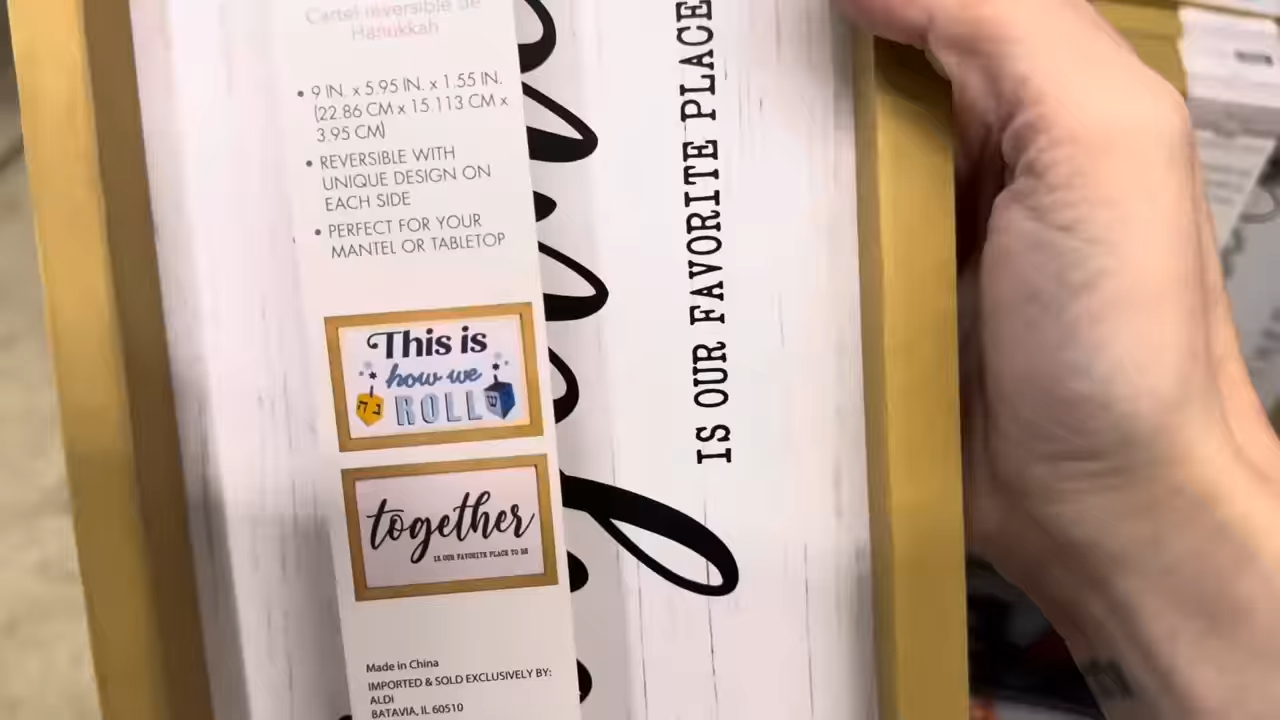 Cartel reversible de
Hanukkah
• 9 IN. x 5.95 IN. x 1.55 IN.
(22.86 CM x 15.113 CM x
3.95 CM)
• REVERSIBLE WITH
UNIQUE DESIGN ON
EACH SIDE
• PERFECT FOR YOUR
MANTEL OR TABLETOP
This is
how we
ROLL
נ ק
ש
together
IS OUR FAVORITE PLACE TO BE
Made in China
IMPORTED & SOLD EXCLUSIVELY BY:
ALDI
BATAVIA, IL 60510
IS OUR FAVORITE PLACE